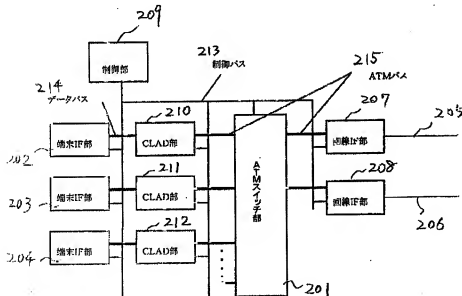 209
制御部
213
制御バス
215
ATMバス
214
データバス
210
207
205
端末IF部
CLAD部
回線IF部
202
211
208
端末IF部
CLAD部
ATMスイッチ部
回線IF部
203
212
206
端末IF部
CLAD部
204
201